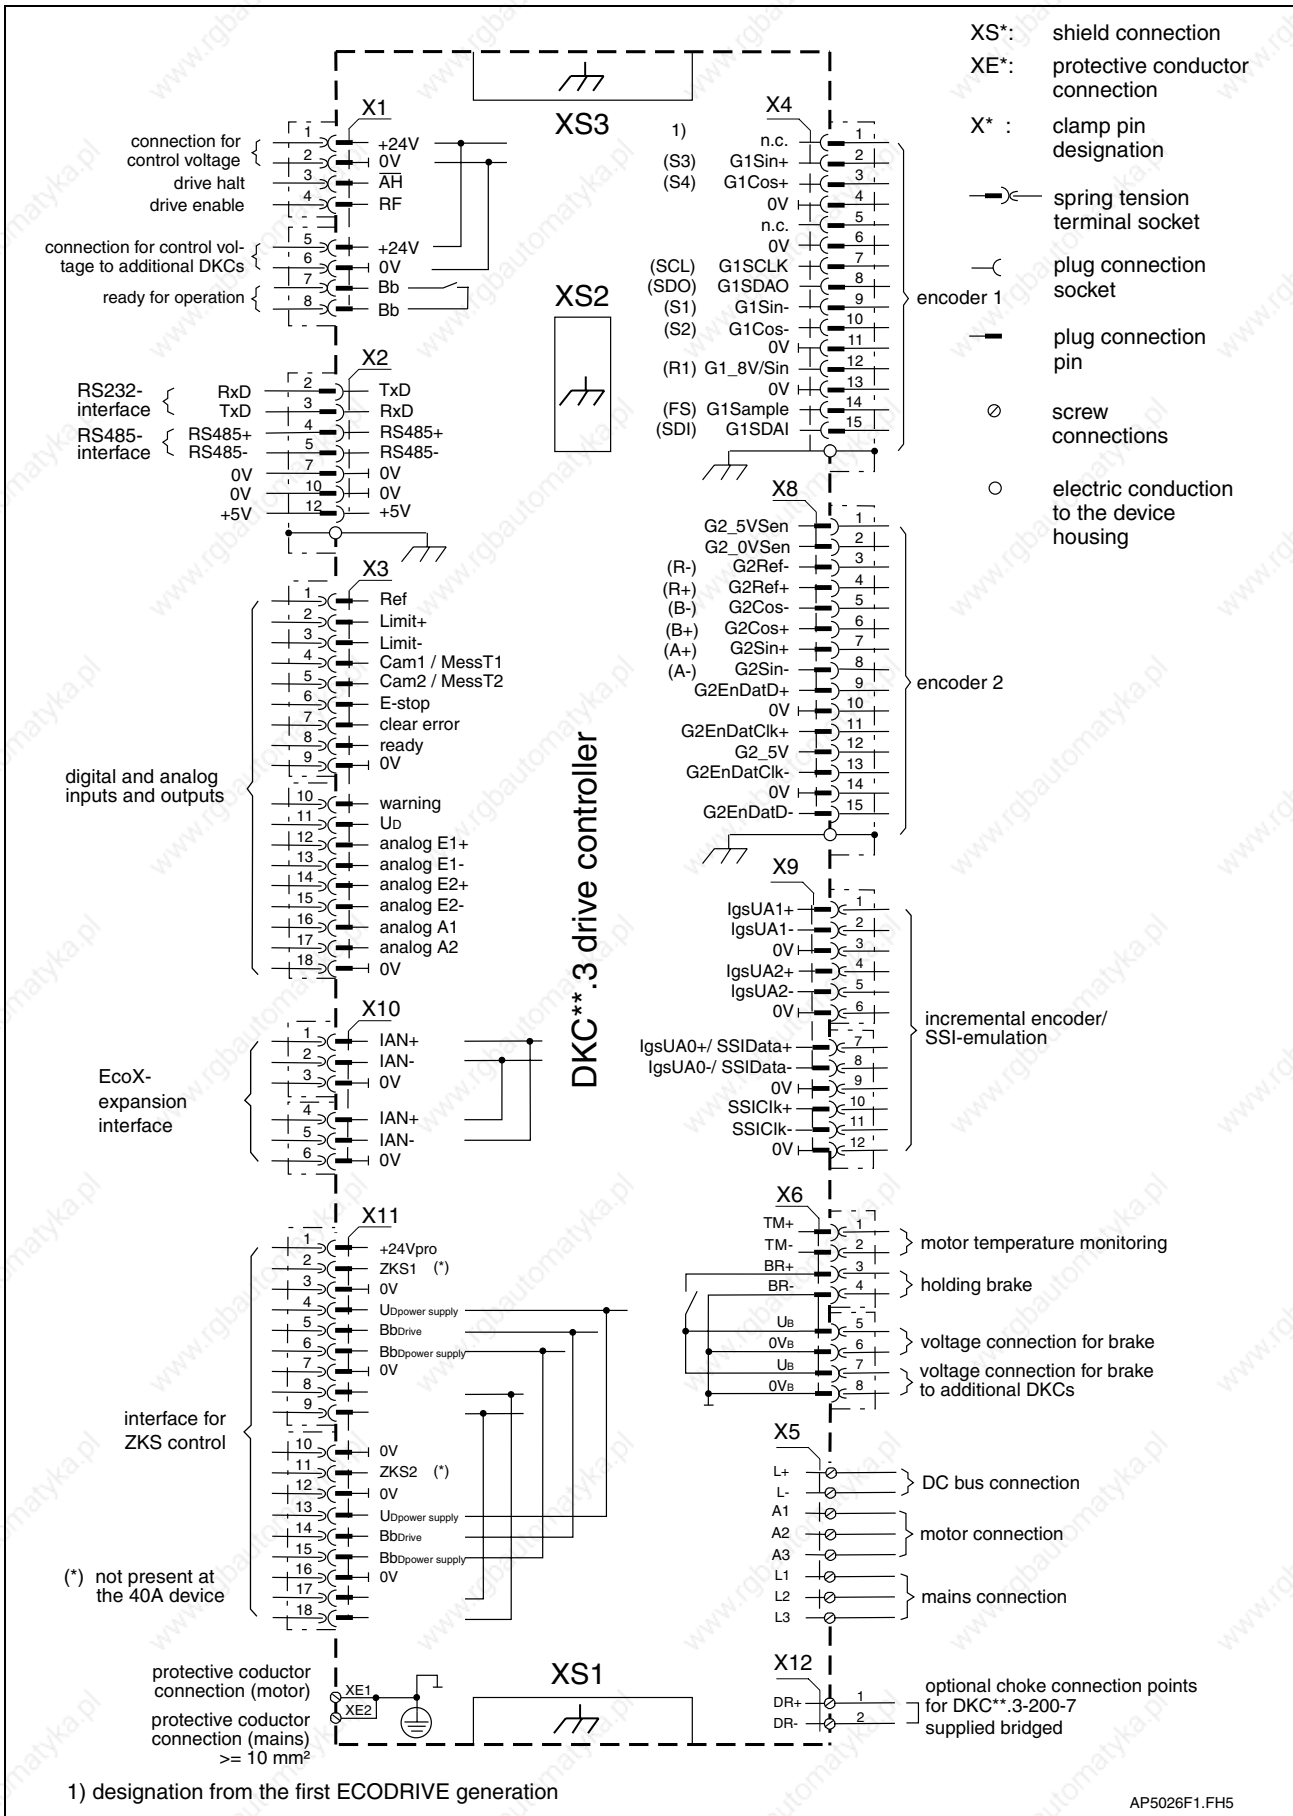 XS*: shield connection
XE*: protective conductor
connection
X* : clamp pin
designation
spring tension
terminal socket
plug connection
socket
plug connection
pin
screw
connections
electric conduction
to the device
housing
XS3
XS2
DKC**.3 drive controller
XS1
X1
connection for
control voltage
drive halt
drive enable
1 +24V
2 0V
3 AH
4 RF
connection for control vol-
tage to additional DKCs
ready for operation
5 +24V
6 0V
7 Bb
8 Bb
X2
RS232-
interface
RS485-
interface
RxD 2 TxD
TxD 3 RxD
RS485+ 4 RS485+
RS485- 5 RS485-
0V 7 0V
0V 10 0V
+5V 12 +5V
X3
digital and analog
inputs and outputs
1 Ref
2 Limit+
3 Limit-
4 Cam1 / MessT1
5 Cam2 / MessT2
6 E-stop
7 clear error
8 ready
9 0V
10 warning
11 UD
12 analog E1+
13 analog E1-
14 analog E2+
15 analog E2-
16 analog A1
17 analog A2
18 0V
X10
EcoX-
expansion
interface
1 IAN+
2 IAN-
3 0V
4 IAN+
5 IAN-
6 0V
X11
interface for
ZKS control
1 +24Vpro
2 ZKS1 (*)
3 0V
4 UDpower supply
5 BbDrive
6 BbDpower supply
7 0V
8
9
10 0V
11 ZKS2 (*)
12 0V
13 UDpower supply
14 BbDrive
15 BbDpower supply
16 0V
17
18
(*) not present at
the 40A device
protective coductor
connection (motor)
XE1
XE2
protective coductor
connection (mains)
>= 10 mm²
X4
1)
n.c. 1
(S3) G1Sin+ 2
(S4) G1Cos+ 3
0V 4
n.c. 5
0V 6
(SCL) G1SCLK 7
(SDO) G1SDAO 8
(S1) G1Sin- 9
(S2) G1Cos- 10
0V 11
(R1) G1_8V/Sin 12
0V 13
(FS) G1Sample 14
(SDI) G1SDAI 15
encoder 1
X8
G2_5VSen 1
G2_0VSen 2
(R-) G2Ref- 3
(R+) G2Ref+ 4
(B-) G2Cos- 5
(B+) G2Cos+ 6
(A+) G2Sin+ 7
(A-) G2Sin- 8
G2EnDatD+ 9
0V 10
G2EnDatClk+ 11
G2_5V 12
G2EnDatClk- 13
0V 14
G2EnDatD- 15
encoder 2
X9
IgsUA1+ 1
IgsUA1- 2
0V 3
IgsUA2+ 4
IgsUA2- 5
0V 6
IgsUA0+/ SSIData+ 7
IgsUA0-/ SSIData- 8
0V 9
SSIClk+ 10
SSIClk- 11
0V 12
incremental encoder/
SSI-emulation
X6
TM+ 1
TM- 2
motor temperature monitoring
BR+ 3
BR- 4
holding brake
UB 5
0VB 6
voltage connection for brake
UB 7
0VB 8
voltage connection for brake
to additional DKCs
X5
L+
L-
DC bus connection
A1
A2
A3
motor connection
L1
L2
L3
mains connection
X12
DR+ 1
DR- 2
optional choke connection points
for DKC**.3-200-7
supplied bridged
1) designation from the first ECODRIVE generation
AP5026F1.FH5
www.rgbautomatyka.pl